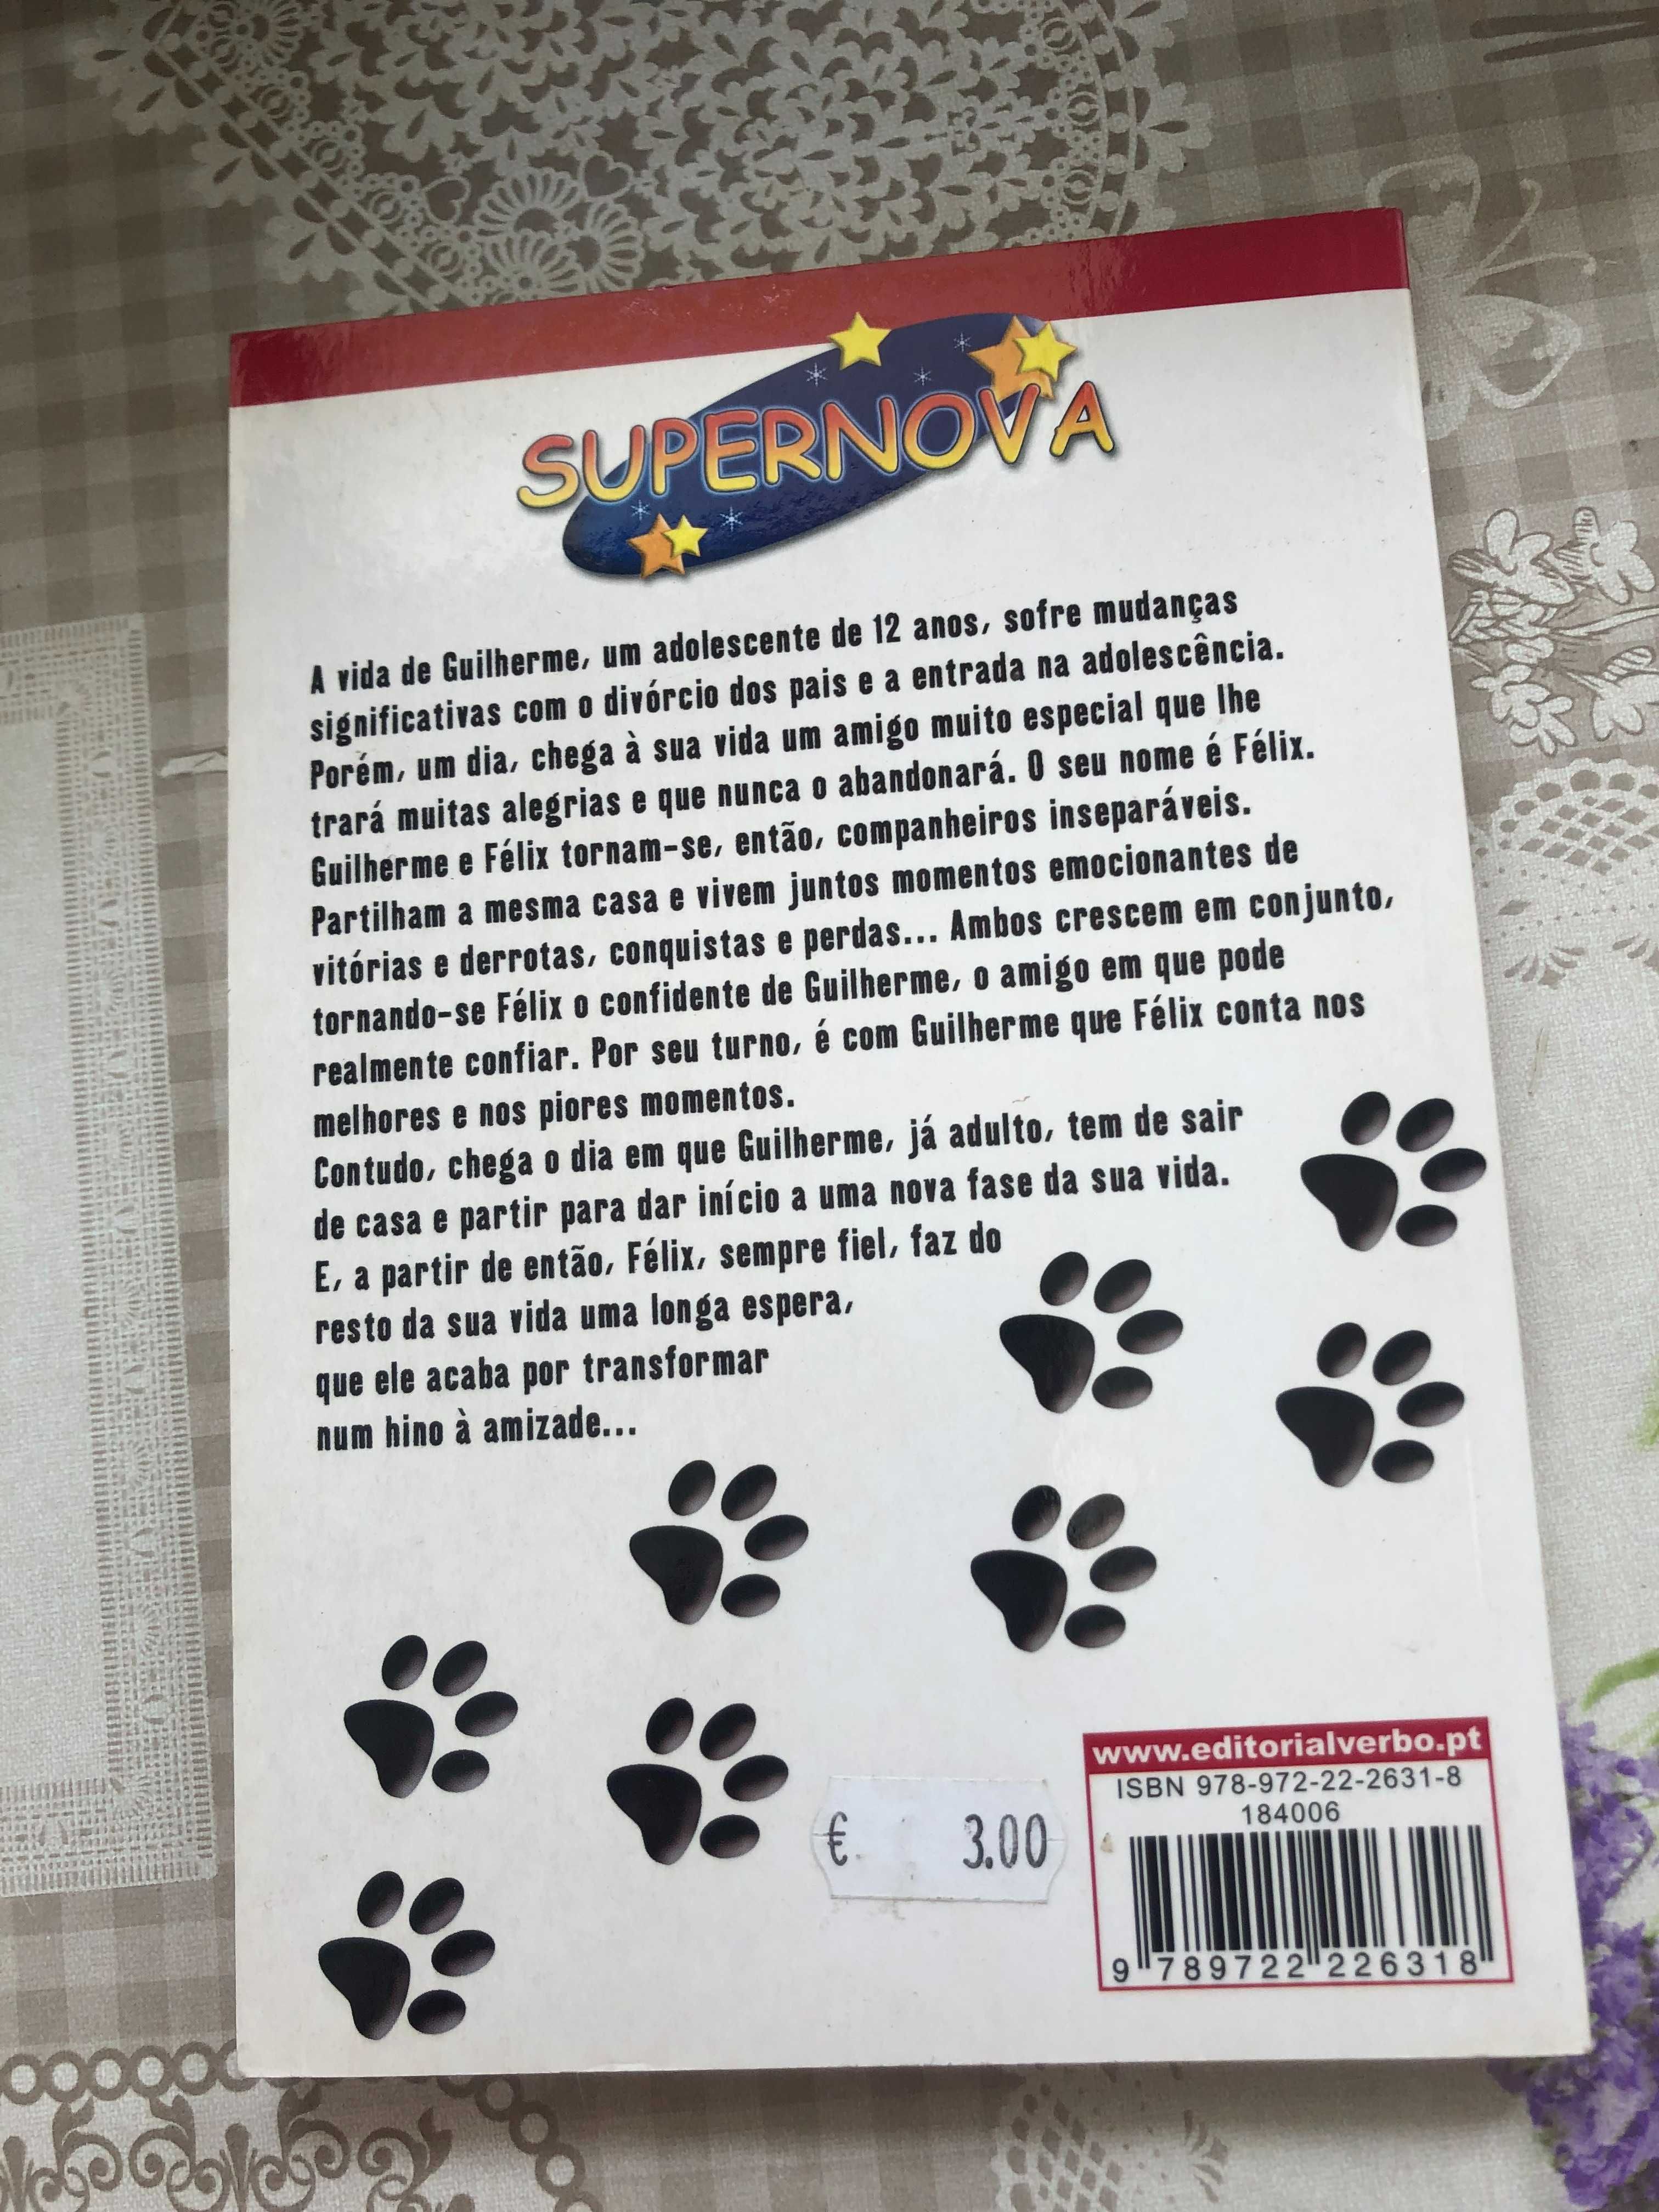 SUPERNOVA
A vida de Guilherme, um adolescente de 12 anos, sofre mudanças
significativas com o divórcio dos pais e a entrada na adolescência.
Porém, um dia, chega à sua vida um amigo muito especial que lhe
trará muitas alegrias e que nunca o abandonará. O seu nome é Félix.
Guilherme e Félix tornam-se, então, companheiros inseparáveis.
Partilham a mesma casa e vivem juntos momentos emocionantes de
vitórias e derrotas, conquistas e perdas... Ambos crescem em conjunto,
tornando-se Félix o confidente de Guilherme, o amigo em que pode
realmente confiar. Por seu turno, é com Guilherme que Félix conta nos
melhores e nos piores momentos.
Contudo, chega o dia em que Guilherme, já adulto, tem de sair
de casa e partir para dar início a uma nova fase da sua vida.
E, a partir de então, Félix, sempre fiel, faz do
resto da sua vida uma longa espera,
que ele acaba por transformar
num hino à amizade...
www.editorialverbo.pt
ISBN 978-972-22-2631-8
184006
€ 3.00
9 789722 226318